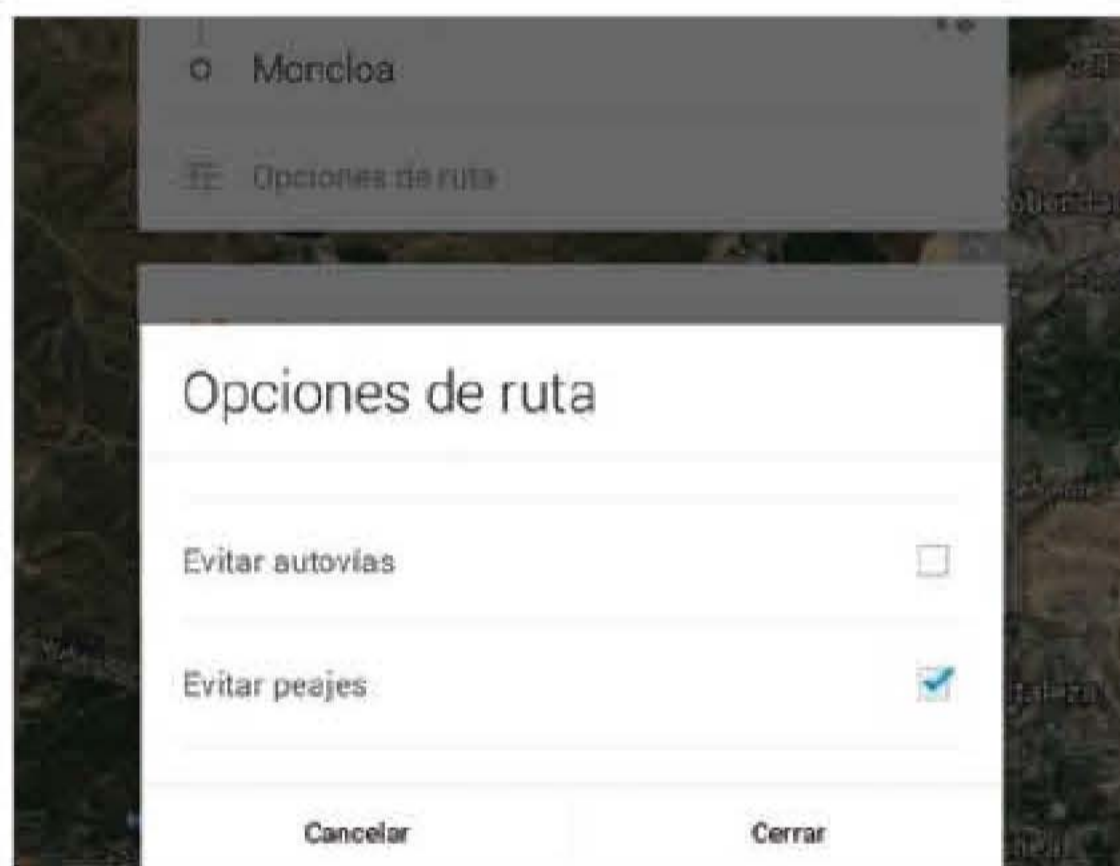 Moncloa
Opciones de ruta
Opciones de ruta
Evitar autovías
Evitar peajes
Cancelar
Cerrar